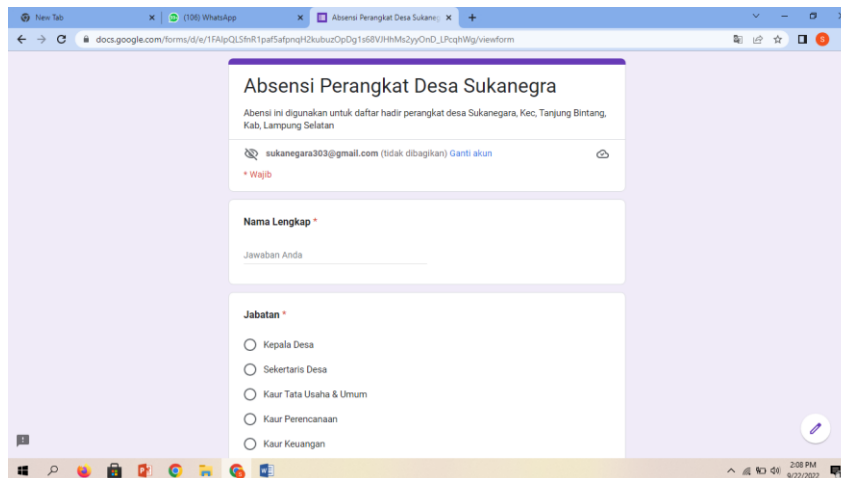 New Tab
(106) WhatsApp
Absensi Perangkat Desa Sukaneg
docs.google.com/forms/d/e/1FAIpQLSfnR1paf5afpnqH2kubuzOpDg1s68VJHhMs2yyOnD_LPcqhWg/viewform
S
Absensi Perangkat Desa Sukanegra
Abensi ini digunakan untuk daftar hadir perangkat desa Sukanegara, Kec, Tanjung Bintang,
Kab, Lampung Selatan
sukanegara303@gmail.com (tidak dibagikan) Ganti akun
* Wajib
Nama Lengkap *
Jawaban Anda
Jabatan *
Kepala Desa
Sekertaris Desa
Kaur Tata Usaha & Umum
Kaur Perencanaan
Kaur Keuangan
2:08 PM
9/22/2022